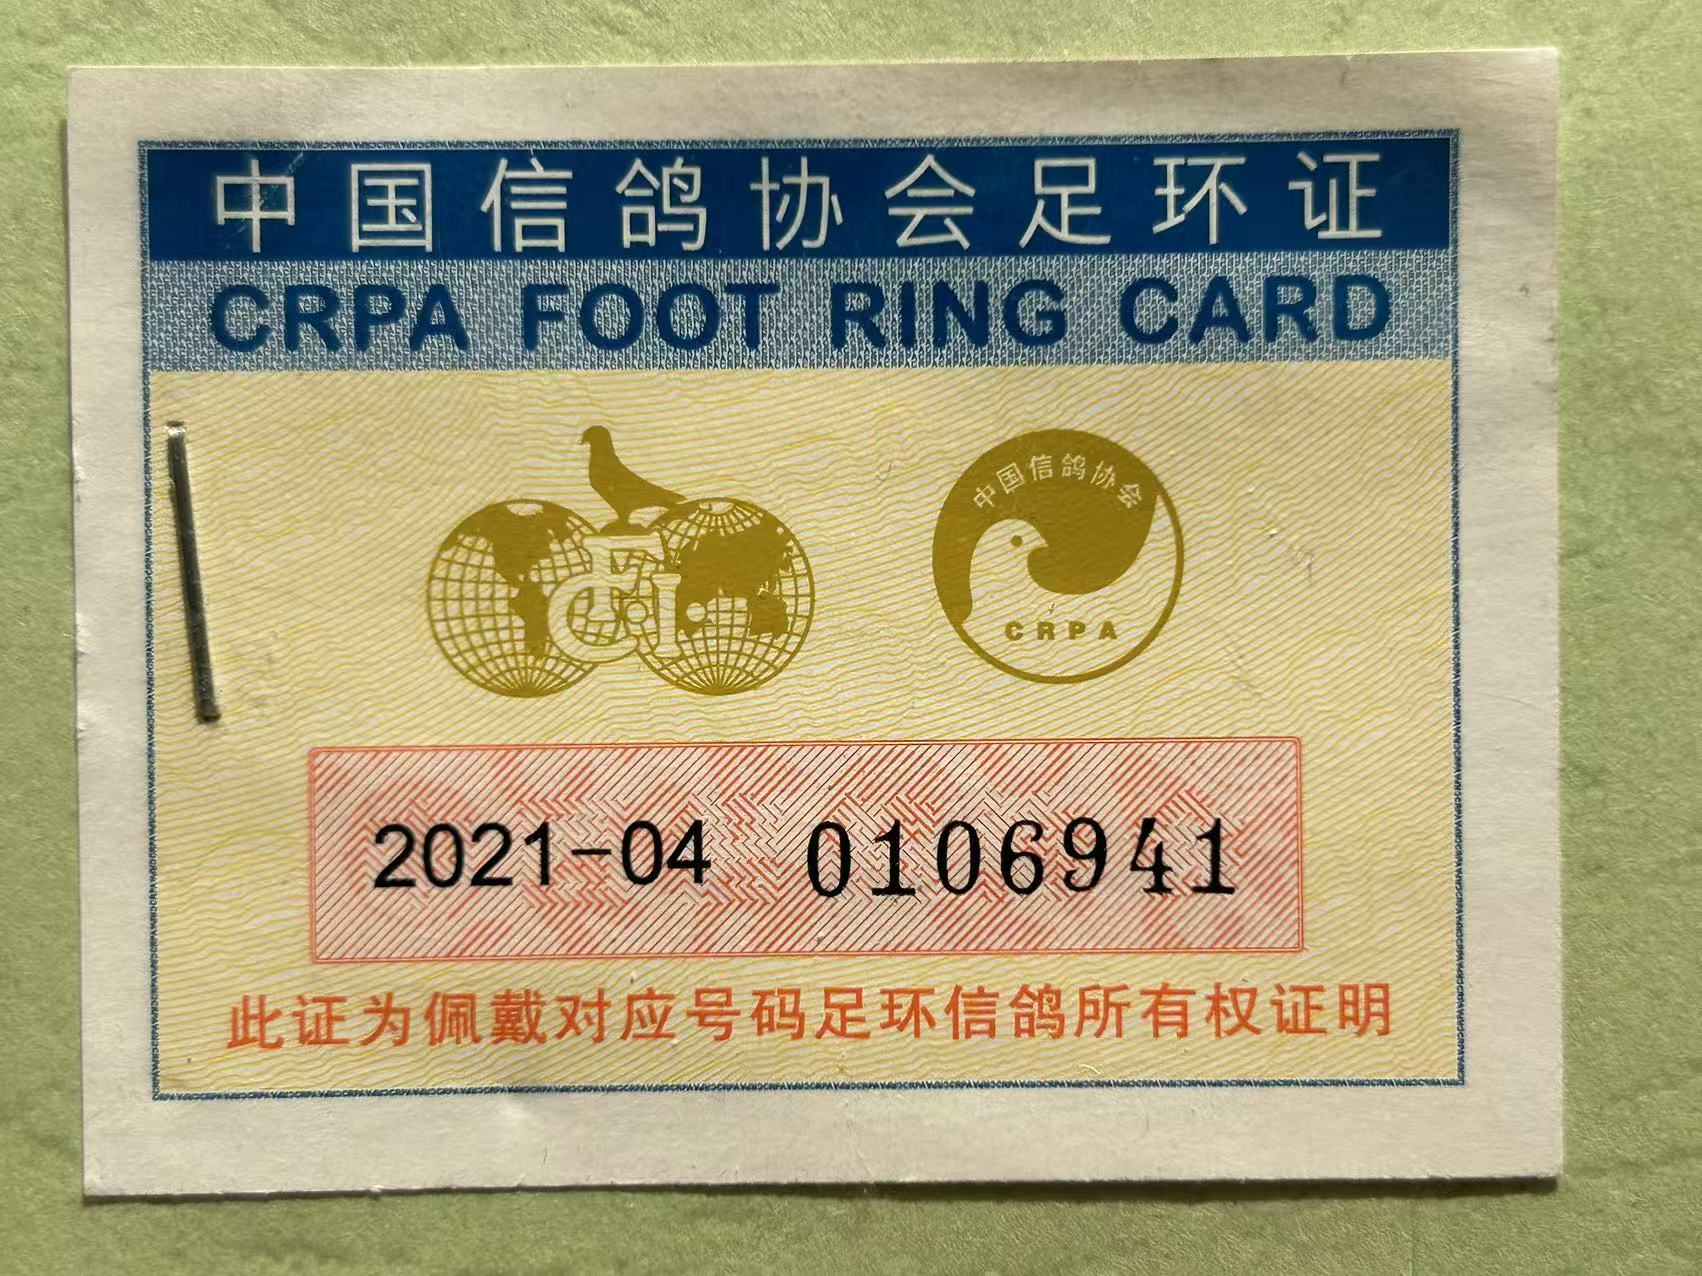 中国信鸽协会足环证
CRPA FOOT RING CARD
中国信鸽协会
CRPA
2021-04 0106941
此证为佩戴对应号码足环信鸽所有权证明